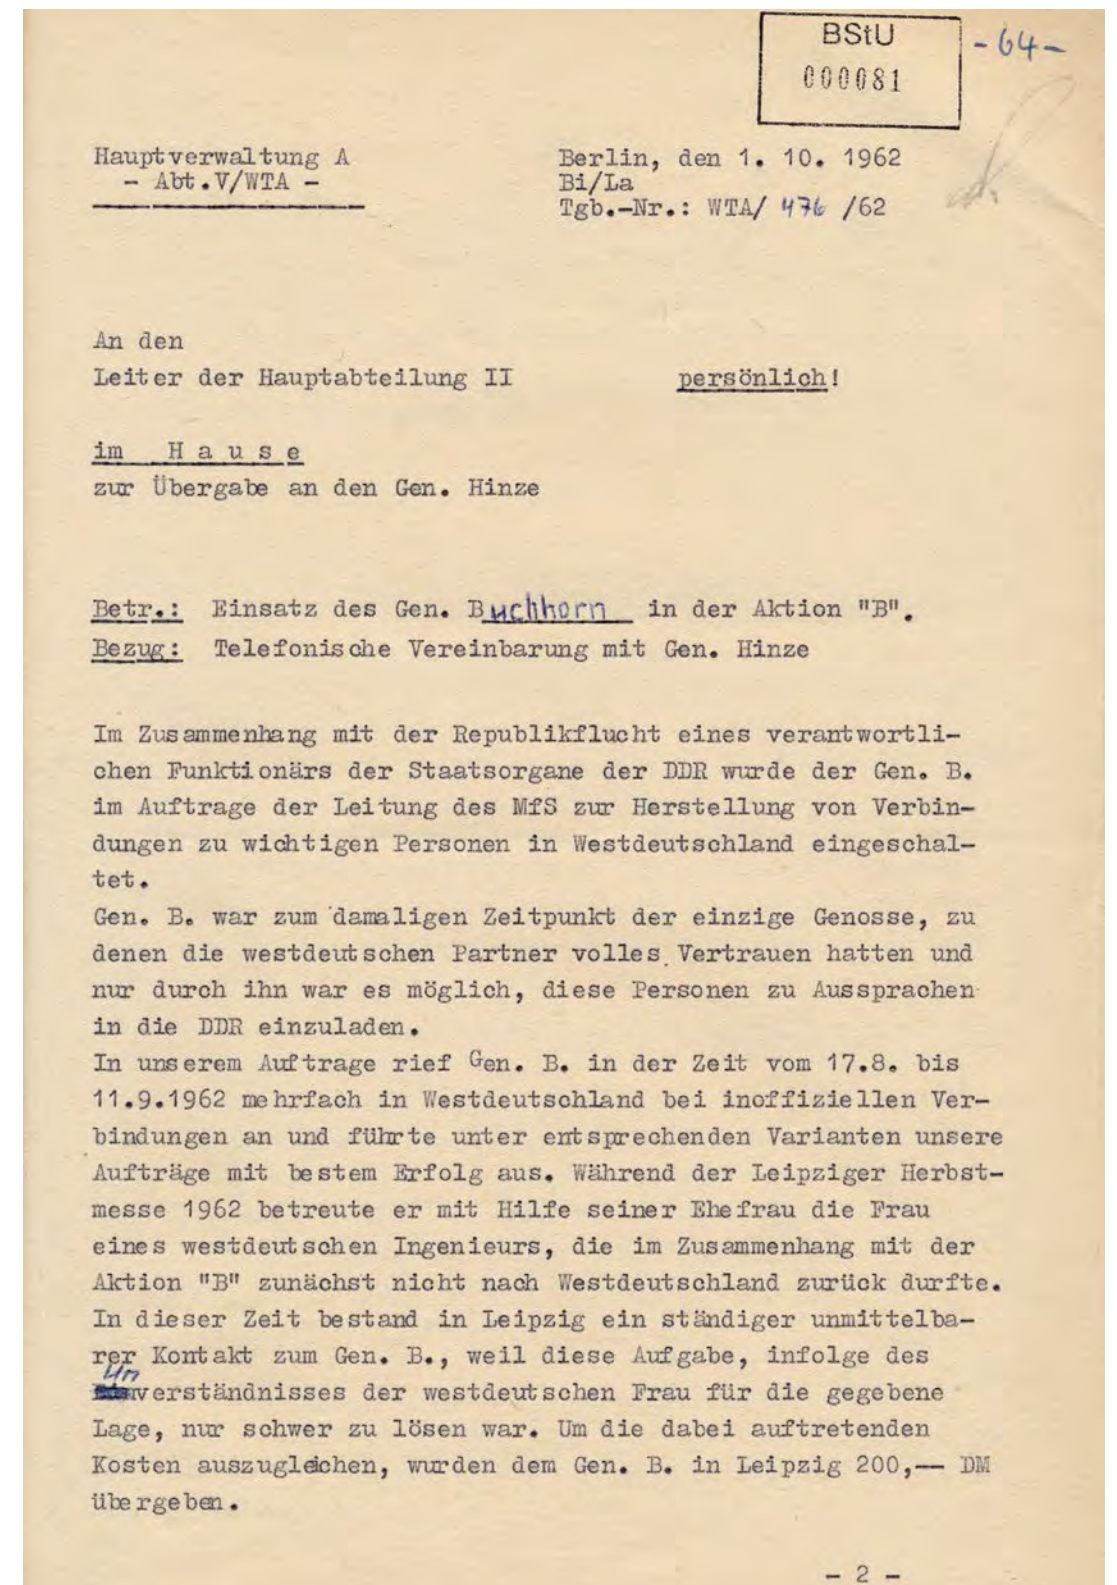 BStU
000081
-64-
Hauptverwaltung A
- Abt.V/WTA -
Berlin, den 1. 10. 1962
Bi/La
Tgb.-Nr.: WTA/ 476 /62
An den
Leiter der Hauptabteilung II persönlich!
im Hause
zur Übergabe an den Gen. Hinze
Betr.: Einsatz des Gen. Buchhorn in der Aktion "B".
Bezug: Telefonische Vereinbarung mit Gen. Hinze
Im Zusammenhang mit der Republikflucht eines verantwortli-
chen Funktionärs der Staatsorgane der DDR wurde der Gen. B.
im Auftrage der Leitung des MfS zur Herstellung von Verbin-
dungen zu wichtigen Personen in Westdeutschland eingeschal-
tet.
Gen. B. war zum damaligen Zeitpunkt der einzige Genosse, zu
denen die westdeutschen Partner volles Vertrauen hatten und
nur durch ihn war es möglich, diese Personen zu Aussprachen
in die DDR einzuladen.
In unserem Auftrage rief Gen. B. in der Zeit vom 17.8. bis
11.9.1962 mehrfach in Westdeutschland bei inoffiziellen Ver-
bindungen an und führte unter entsprechenden Varianten unsere
Aufträge mit bestem Erfolg aus. Während der Leipziger Herbst-
messe 1962 betreute er mit Hilfe seiner Ehefrau die Frau
eines westdeutschen Ingenieurs, die im Zusammenhang mit der
Aktion "B" zunächst nicht nach Westdeutschland zurück durfte.
In dieser Zeit bestand in Leipzig ein ständiger unmittelba-
rer Kontakt zum Gen. B., weil diese Aufgabe, infolge des
Unverständnisses der westdeutschen Frau für die gegebene
Lage, nur schwer zu lösen war. Um die dabei auftretenden
Kosten auszugleichen, wurden dem Gen. B. in Leipzig 200,-- DM
übergeben.
- 2 -